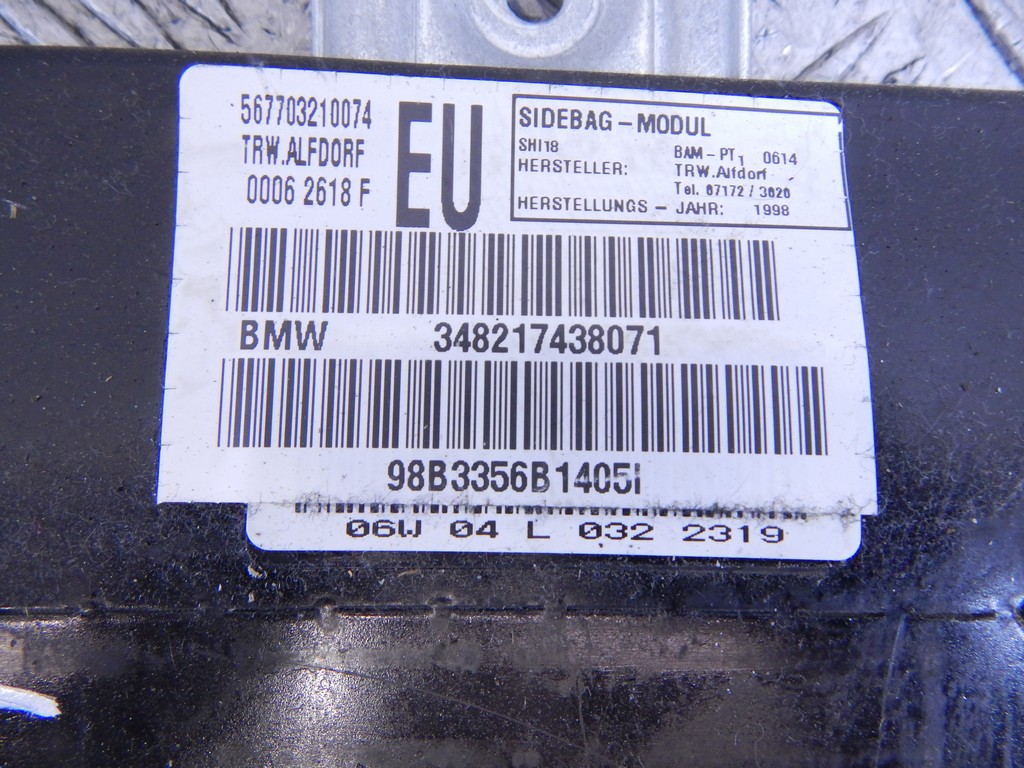 567703210074
TRW.ALFDORF
0006 2618 F
EU
SIDEBAG - MODUL
SHI18 BAM - PT1 0614
HERSTELLER: TRW.Alfdorf
Tel. 07172 / 3020
HERSTELLUNGS - JAHR: 1998
BMW 348217438071
98B3356B1405I
06W 04 L 032 2319